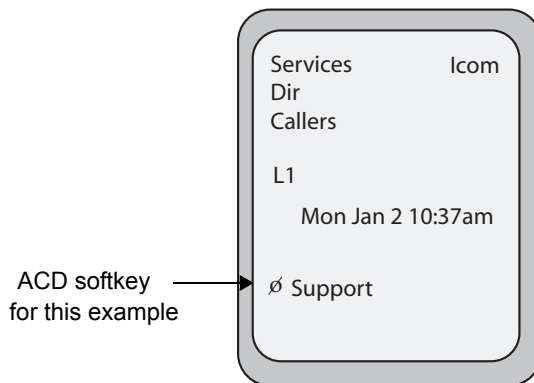 Services Icom
Dir
Callers
L1
Mon Jan 2 10:37am
ACD softkey
for this example
ø Support